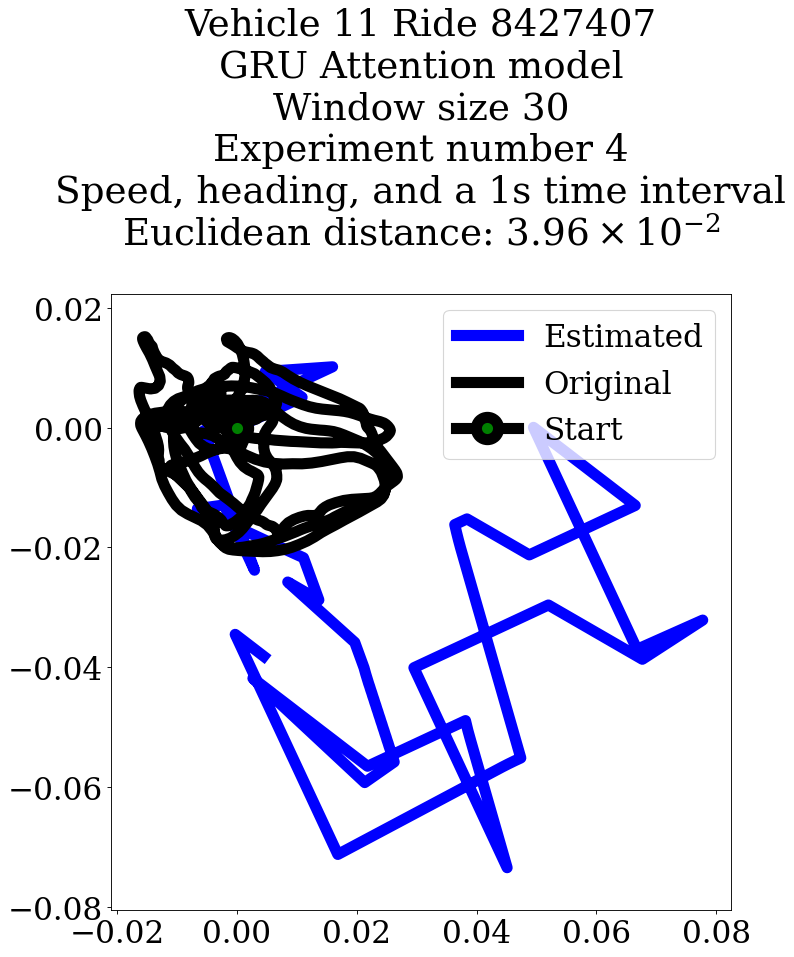 Vehicle 11 Ride 8427407
GRU Attention model
Window size 30
Experiment number 4
Speed, heading, and a 1s time interval
Euclidean distance: 3.96 × 10⁻²
Estimated
Original
Start
0.02
0.00
−0.02
−0.04
−0.06
−0.08
−0.02 0.00 0.02 0.04 0.06 0.08